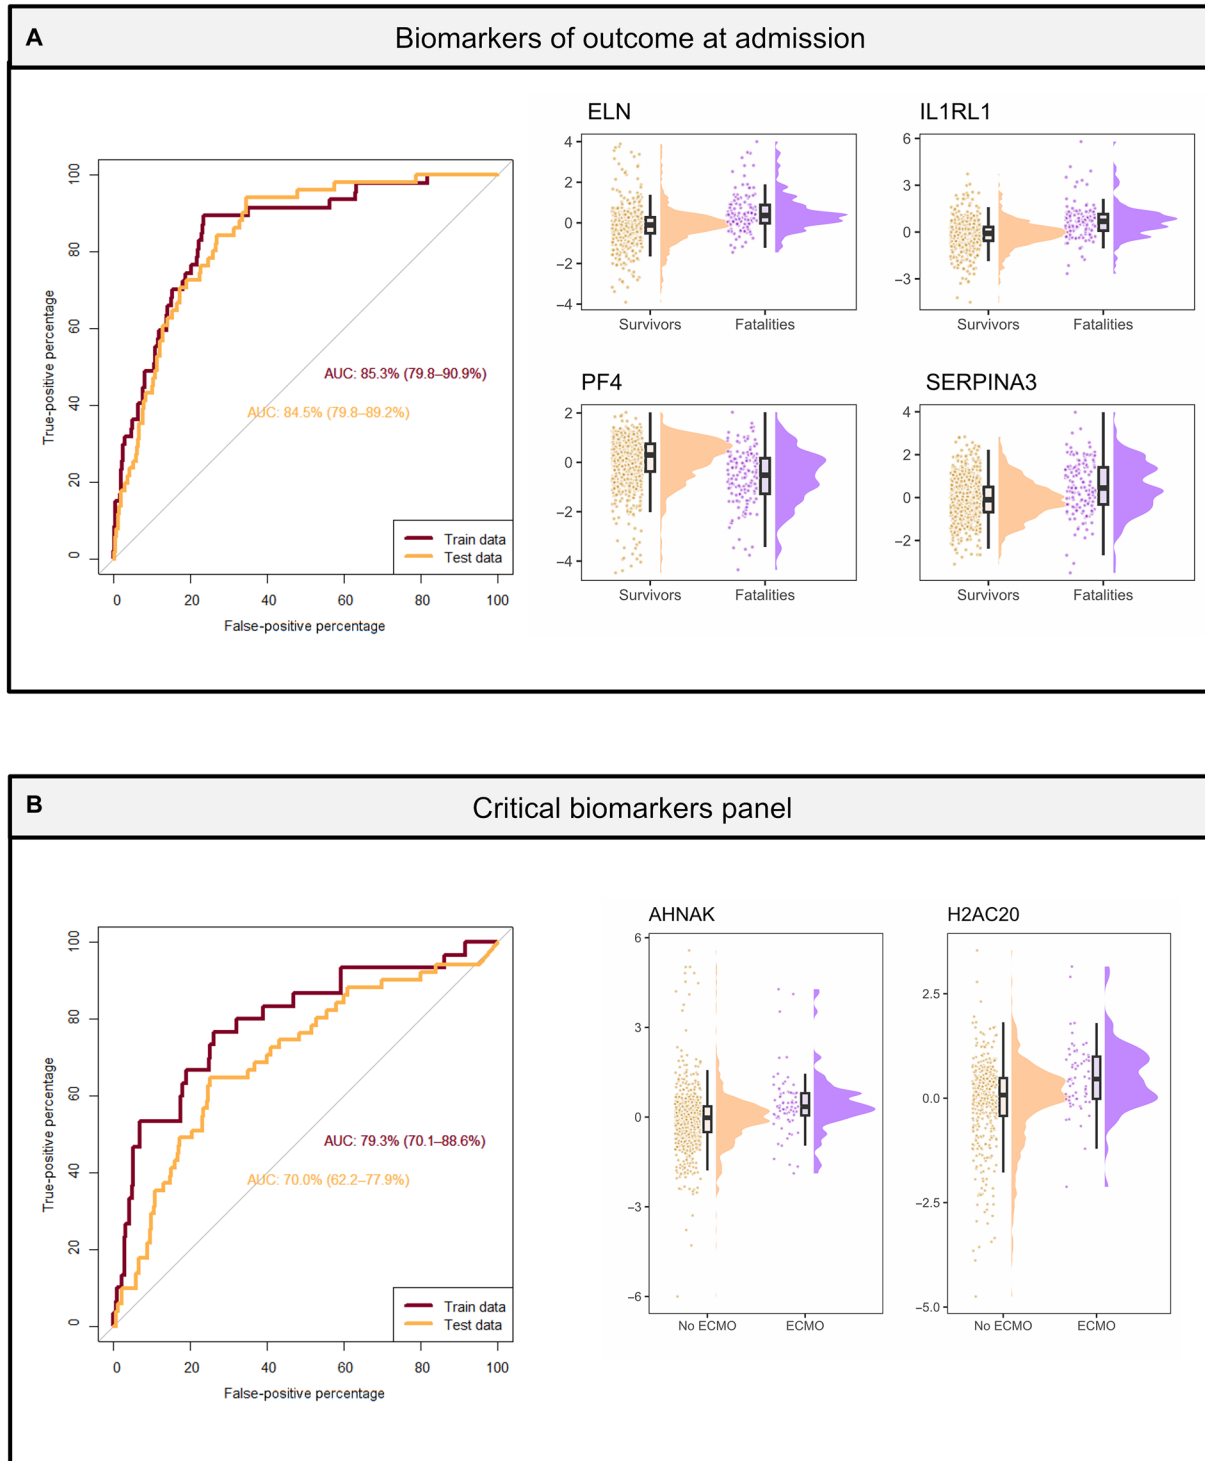 A
Biomarkers of outcome at admission
True−positive percentage
100
80
60
40
20
0
AUC: 85.3% (79.8–90.9%)
AUC: 84.5% (79.8–89.2%)
Train data
Test data
0 20 40 60 80 100
False−positive percentage
ELN
4
2
0
−2
−4
Survivors Fatalities
IL1RL1
6
3
0
−3
Survivors Fatalities
PF4
2
0
−2
−4
Survivors Fatalities
SERPINA3
4
2
0
−2
Survivors Fatalities
B
Critical biomarkers panel
True−positive percentage
100
80
60
40
20
0
AUC: 79.3% (70.1–88.6%)
AUC: 70.0% (62.2–77.9%)
Train data
Test data
0 20 40 60 80 100
False−positive percentage
AHNAK
6
3
0
−3
−6
No ECMO ECMO
H2AC20
2.5
0.0
−2.5
−5.0
No ECMO ECMO